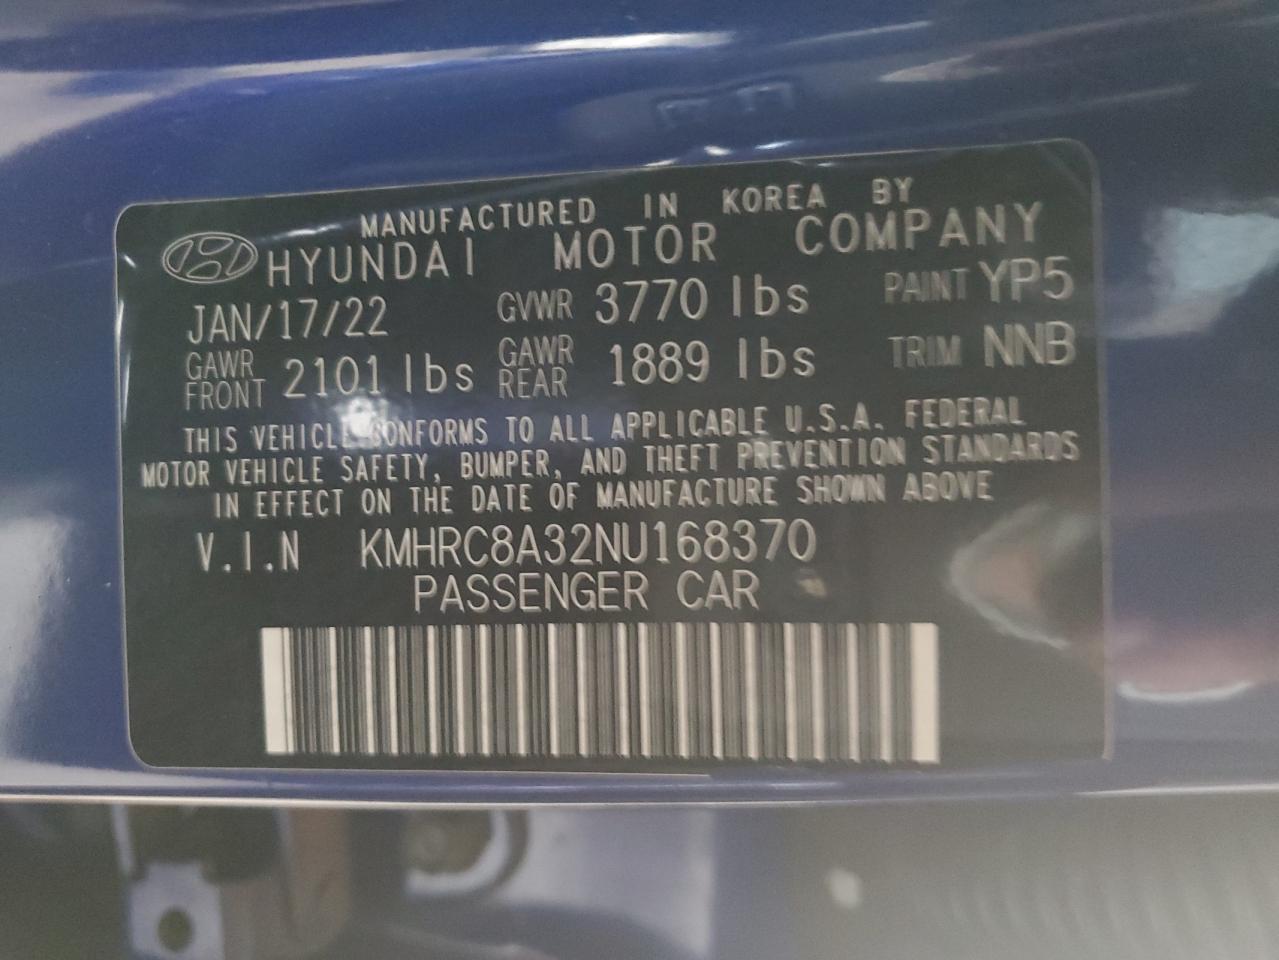 MANUFACTURED IN KOREA BY
HYUNDAI MOTOR COMPANY
JAN/17/22 GVWR 3770 lbs PAINT YP5
GAWR FRONT 2101 lbs GAWR REAR 1889 lbs TRIM NNB
THIS VEHICLE CONFORMS TO ALL APPLICABLE U.S.A. FEDERAL
MOTOR VEHICLE SAFETY, BUMPER, AND THEFT PREVENTION STANDARDS
IN EFFECT ON THE DATE OF MANUFACTURE SHOWN ABOVE
V.I.N KMHRC8A32NU168370
PASSENGER CAR